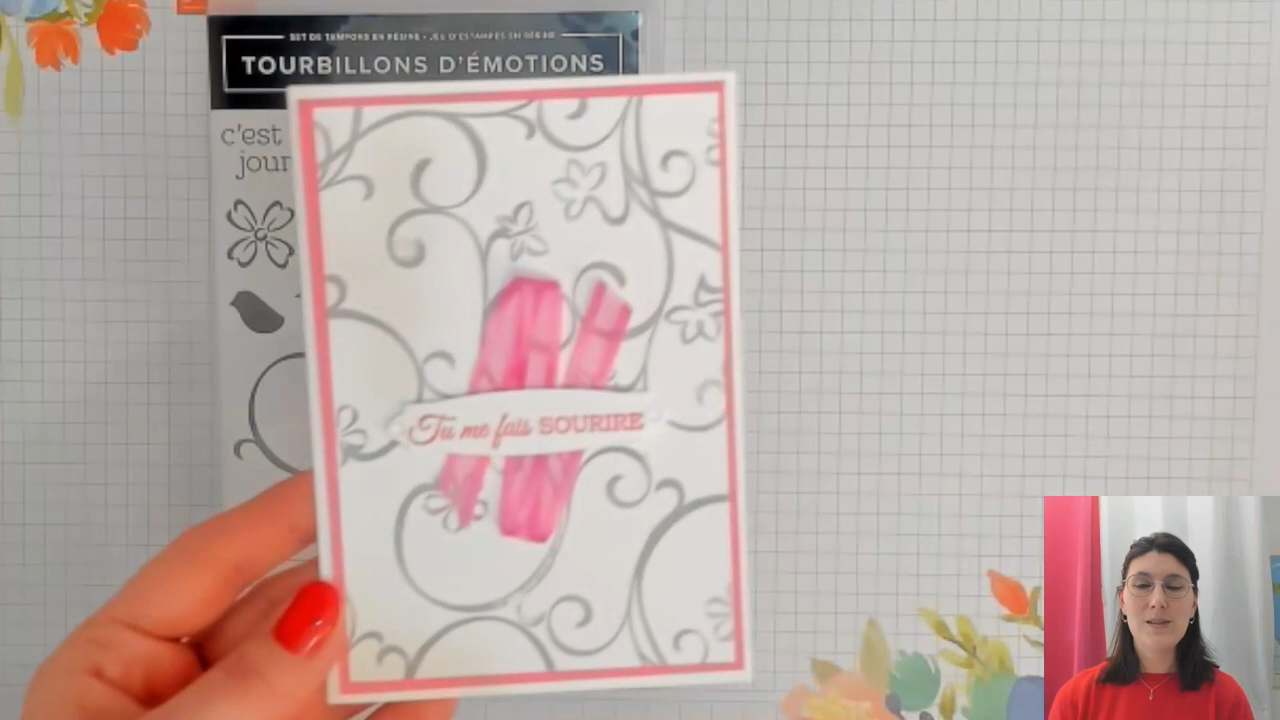 SET DE TAMPONS EN RÉSINE • JEU D'ESTAMPES EN RÉSINE
TOURBILLONS D'ÉMOTIONS
c'est
jour
Tu me fais SOURIRE